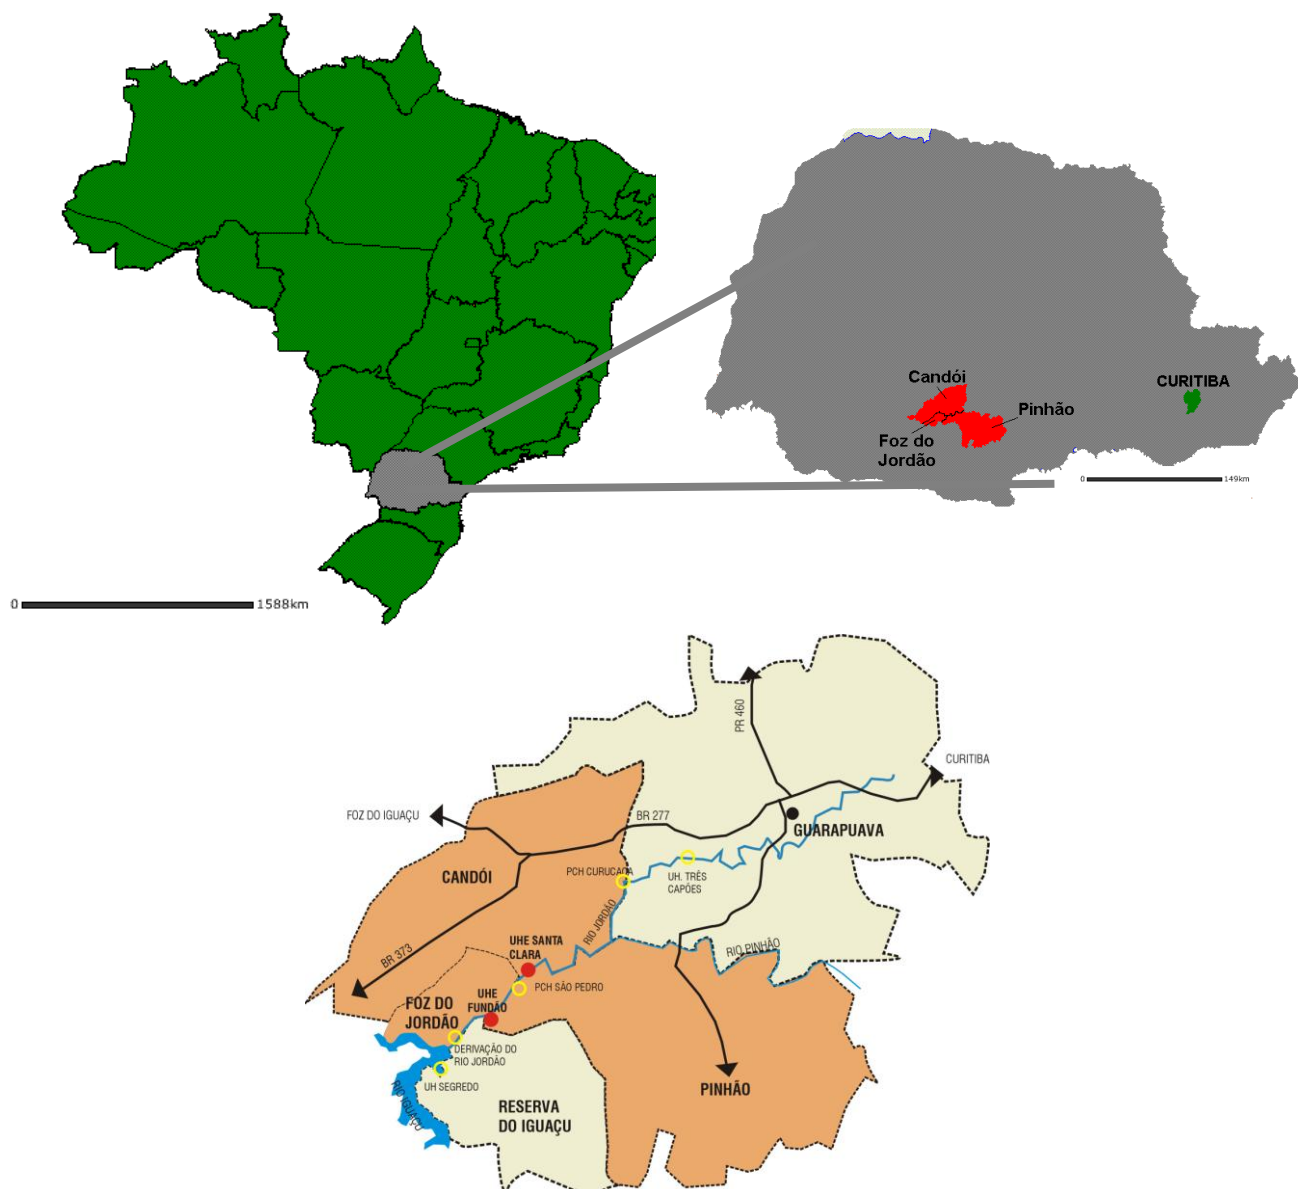 Candói
CURITIBA
Pinhão
Foz do
Jordão
0
149km
0
1588km
PR 460
CURITIBA
FOZ DO IGUAÇU
BR 277
GUARAPUAVA
CANDÓI
PCH CURUCACA
UH. TRÊS
CAPÕES
RIO JORDÃO
UHE SANTA
CLARA
RIO PINHÃO
BR 373
PCH SÃO PEDRO
UHE
FUNDÃO
FOZ DO
JORDÃO
DERIVAÇÃO DO
RIO JORDÃO
UH SEGREDO
PINHÃO
RIO IGUAÇU
RESERVA
DO IGUAÇU